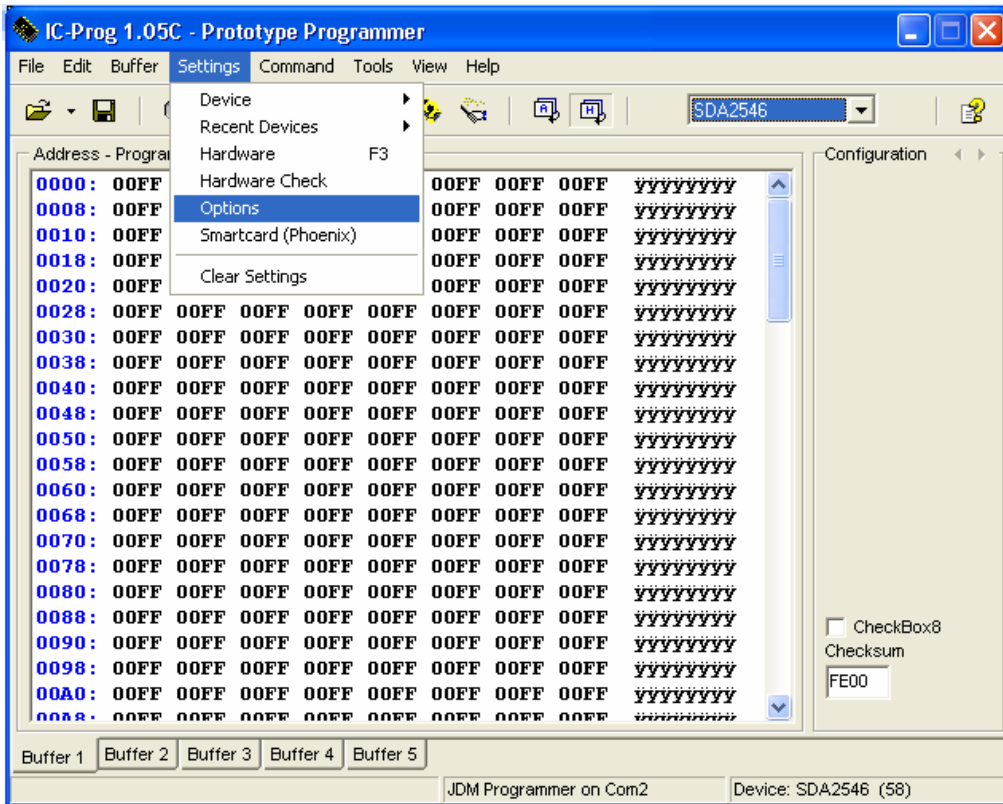 IC-Prog 1.05C - Prototype Programmer
File Edit Buffer Settings Command Tools View Help
SDA2546
Device
Recent Devices
Hardware F3
Hardware Check
Options
Smartcard (Phoenix)
Clear Settings
Address - Progra
Configuration
0000: 00FF 00FF 00FF 00FF ÿÿÿÿÿÿÿÿ
0008: 00FF 00FF 00FF 00FF ÿÿÿÿÿÿÿÿ
0010: 00FF 00FF 00FF 00FF ÿÿÿÿÿÿÿÿ
0018: 00FF 00FF 00FF 00FF ÿÿÿÿÿÿÿÿ
0020: 00FF 00FF 00FF 00FF ÿÿÿÿÿÿÿÿ
0028: 00FF 00FF 00FF 00FF 00FF 00FF 00FF 00FF ÿÿÿÿÿÿÿÿ
0030: 00FF 00FF 00FF 00FF 00FF 00FF 00FF 00FF ÿÿÿÿÿÿÿÿ
0038: 00FF 00FF 00FF 00FF 00FF 00FF 00FF 00FF ÿÿÿÿÿÿÿÿ
0040: 00FF 00FF 00FF 00FF 00FF 00FF 00FF 00FF ÿÿÿÿÿÿÿÿ
0048: 00FF 00FF 00FF 00FF 00FF 00FF 00FF 00FF ÿÿÿÿÿÿÿÿ
0050: 00FF 00FF 00FF 00FF 00FF 00FF 00FF 00FF ÿÿÿÿÿÿÿÿ
0058: 00FF 00FF 00FF 00FF 00FF 00FF 00FF 00FF ÿÿÿÿÿÿÿÿ
0060: 00FF 00FF 00FF 00FF 00FF 00FF 00FF 00FF ÿÿÿÿÿÿÿÿ
0068: 00FF 00FF 00FF 00FF 00FF 00FF 00FF 00FF ÿÿÿÿÿÿÿÿ
0070: 00FF 00FF 00FF 00FF 00FF 00FF 00FF 00FF ÿÿÿÿÿÿÿÿ
0078: 00FF 00FF 00FF 00FF 00FF 00FF 00FF 00FF ÿÿÿÿÿÿÿÿ
0080: 00FF 00FF 00FF 00FF 00FF 00FF 00FF 00FF ÿÿÿÿÿÿÿÿ
0088: 00FF 00FF 00FF 00FF 00FF 00FF 00FF 00FF ÿÿÿÿÿÿÿÿ
0090: 00FF 00FF 00FF 00FF 00FF 00FF 00FF 00FF ÿÿÿÿÿÿÿÿ
0098: 00FF 00FF 00FF 00FF 00FF 00FF 00FF 00FF ÿÿÿÿÿÿÿÿ
00A0: 00FF 00FF 00FF 00FF 00FF 00FF 00FF 00FF ÿÿÿÿÿÿÿÿ
00A8: 00FF 00FF 00FF 00FF 00FF 00FF 00FF 00FF ÿÿÿÿÿÿÿÿ
CheckBox8
Checksum
FE00
Buffer 1 Buffer 2 Buffer 3 Buffer 4 Buffer 5
JDM Programmer on Com2 Device: SDA2546 (58)